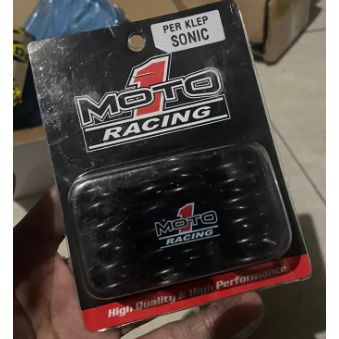 PER KLEP
SONIC
MOTO 1
RACING
MOTO 1
RACING
High Quality & High Performance